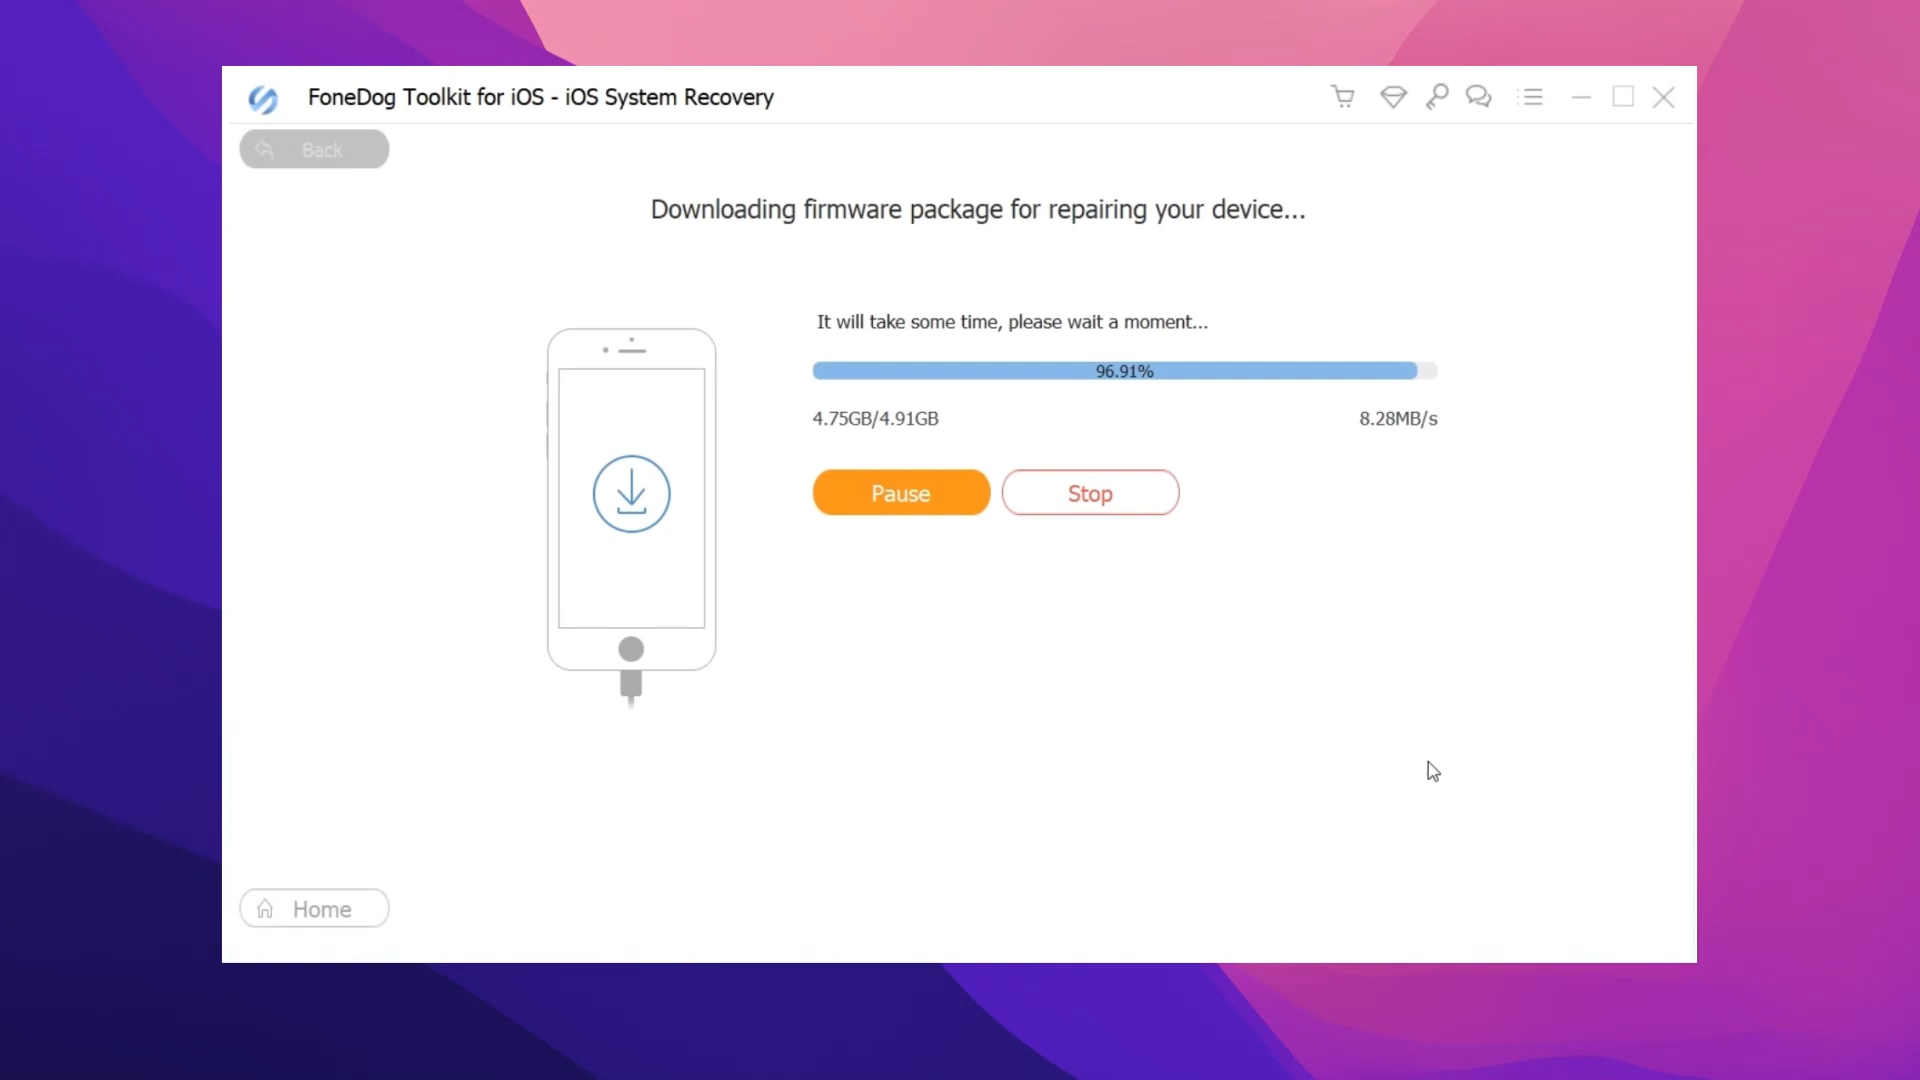 FoneDog Toolkit for iOS - iOS System Recovery
Back
Downloading firmware package for repairing your device...
It will take some time, please wait a moment...
96.91%
4.75GB/4.91GB 8.28MB/s
Pause Stop
Home